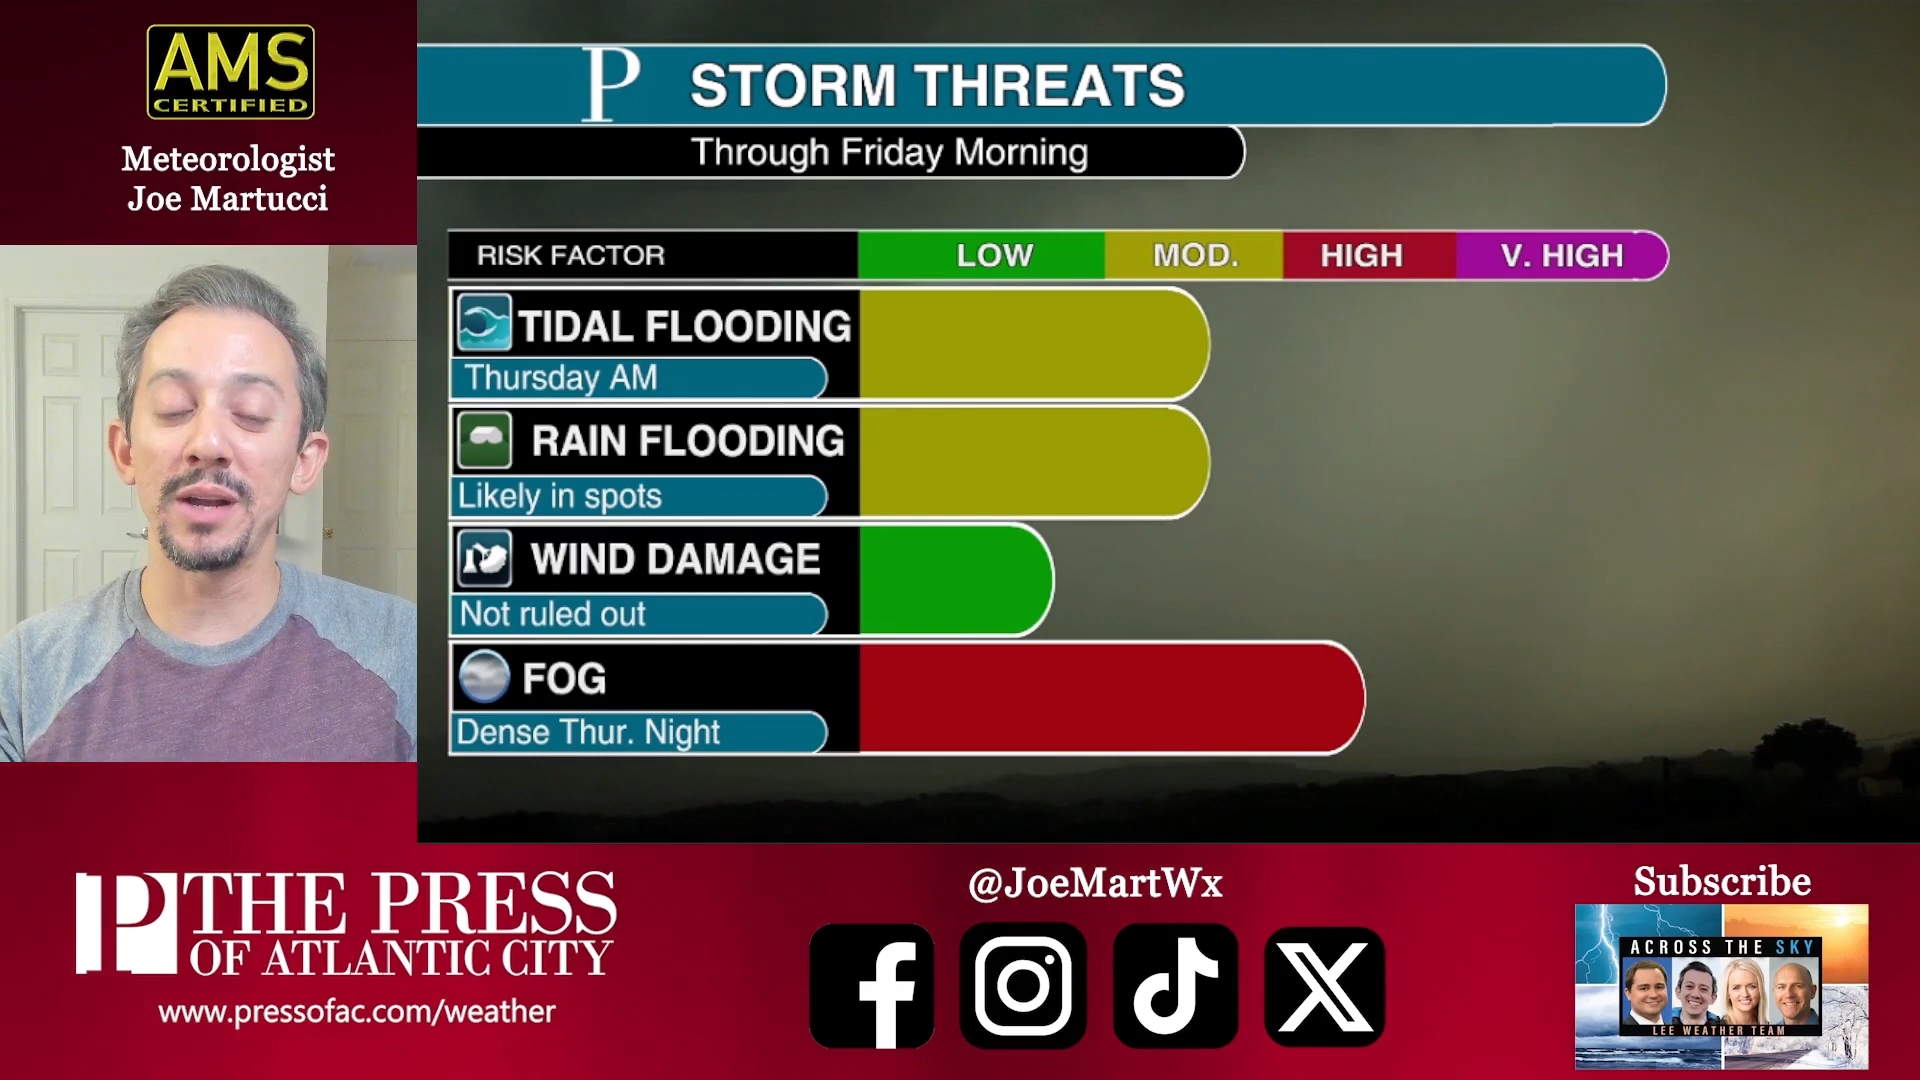 AMS
CERTIFIED
Meteorologist
Joe Martucci
P STORM THREATS
Through Friday Morning
RISK FACTOR LOW MOD. HIGH V. HIGH
TIDAL FLOODING
Thursday AM
RAIN FLOODING
Likely in spots
WIND DAMAGE
Not ruled out
FOG
Dense Thur. Night
P THE PRESS
OF ATLANTIC CITY
www.pressofac.com/weather
@JoeMartWx
Subscribe
ACROSS THE SKY
LEE WEATHER TEAM